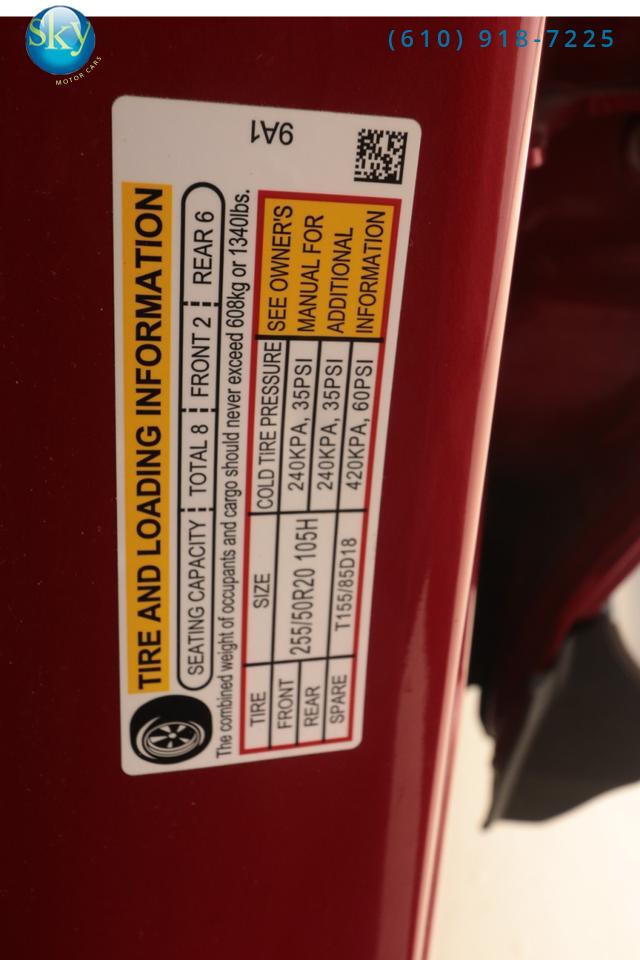 Sky
MOTOR CARS
(610) 918-7225
9A1
TIRE AND LOADING INFORMATION
SEATING CAPACITY TOTAL 8 FRONT 2 REAR 6
The combined weight of occupants and cargo should never exceed 608kg or 1340lbs.
TIRE SIZE COLD TIRE PRESSURE
FRONT 255/50R20 105H 240KPA, 35PSI
REAR 240KPA, 35PSI
SPARE T155/85D18 420KPA, 60PSI
SEE OWNER'S
MANUAL FOR
ADDITIONAL
INFORMATION